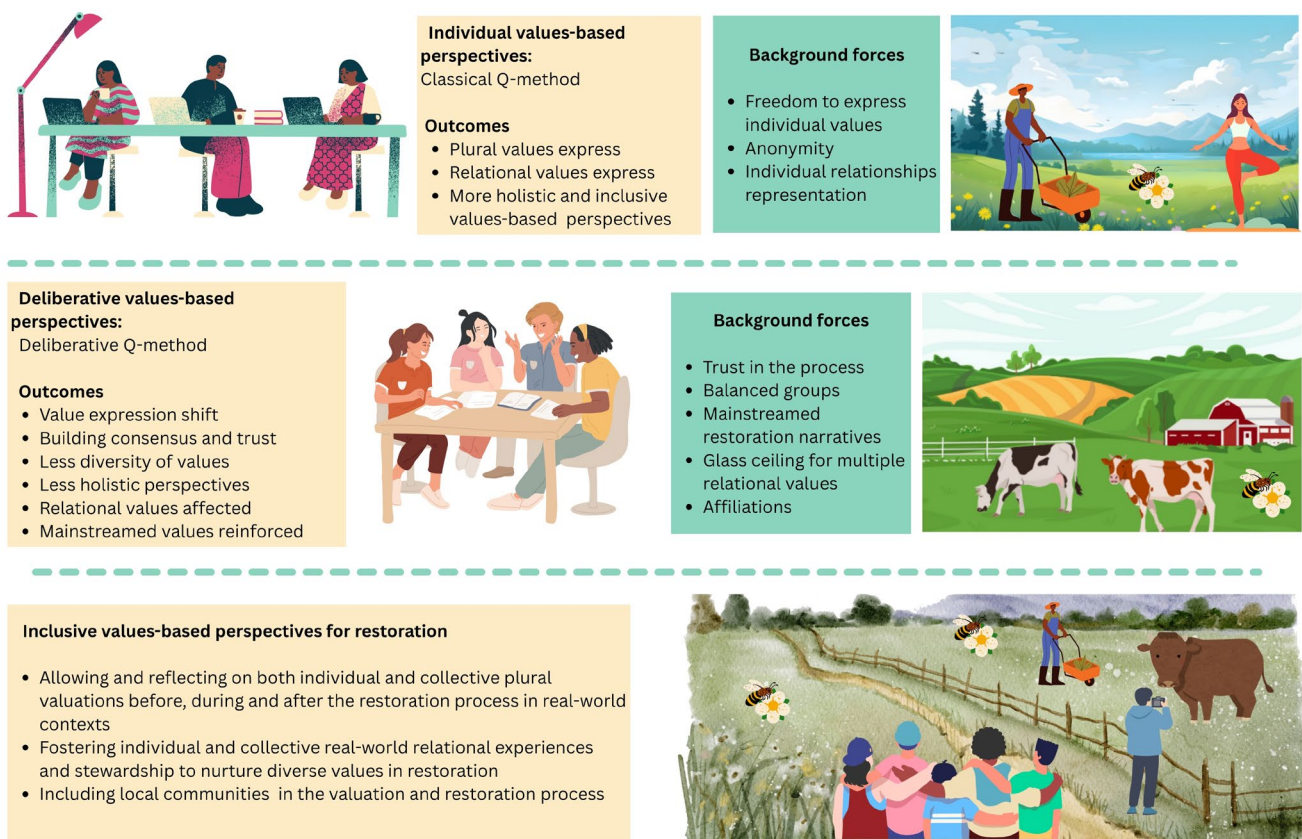 Individual values-based
perspectives:
Classical Q-method
Outcomes
• Plural values express
• Relational values express
• More holistic and inclusive
values-based perspectives
Background forces
• Freedom to express
individual values
• Anonymity
• Individual relationships
representation
Deliberative values-based
perspectives:
Deliberative Q-method
Outcomes
• Value expression shift
• Building consensus and trust
• Less diversity of values
• Less holistic perspectives
• Relational values affected
• Mainstreamed values reinforced
Background forces
• Trust in the process
• Balanced groups
• Mainstreamed
restoration narratives
• Glass ceiling for multiple
relational values
• Affiliations
Inclusive values-based perspectives for restoration
• Allowing and reflecting on both individual and collective plural
valuations before, during and after the restoration process in real-world
contexts
• Fostering individual and collective real-world relational experiences
and stewardship to nurture diverse values in restoration
• Including local communities in the valuation and restoration process